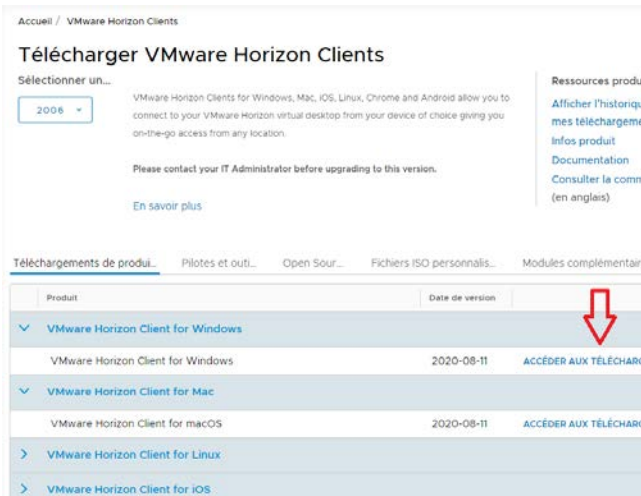 Accueil / VMware Horizon Clients
Télécharger VMware Horizon Clients
Sélectionner un...
2006
VMware Horizon Clients for Windows, Mac, iOS, Linux, Chrome and Android allow you to
connect to your VMware Horizon virtual desktop from your device of choice giving you
on-the-go access from any location.
Please contact your IT Administrator before upgrading to this version.
En savoir plus
Ressources produ
Afficher l'historiqu
mes téléchargeme
Infos produit
Documentation
Consulter la comm
(en anglais)
Téléchargements de produi... Pilotes et outi... Open Sour... Fichiers ISO personnalis... Modules complémentair
Produit Date de version
VMware Horizon Client for Windows
VMware Horizon Client for Windows 2020-08-11 ACCÉDER AUX TÉLÉCHARG
VMware Horizon Client for Mac
VMware Horizon Client for macOS 2020-08-11 ACCÉDER AUX TÉLÉCHARG
VMware Horizon Client for Linux
VMware Horizon Client for iOS